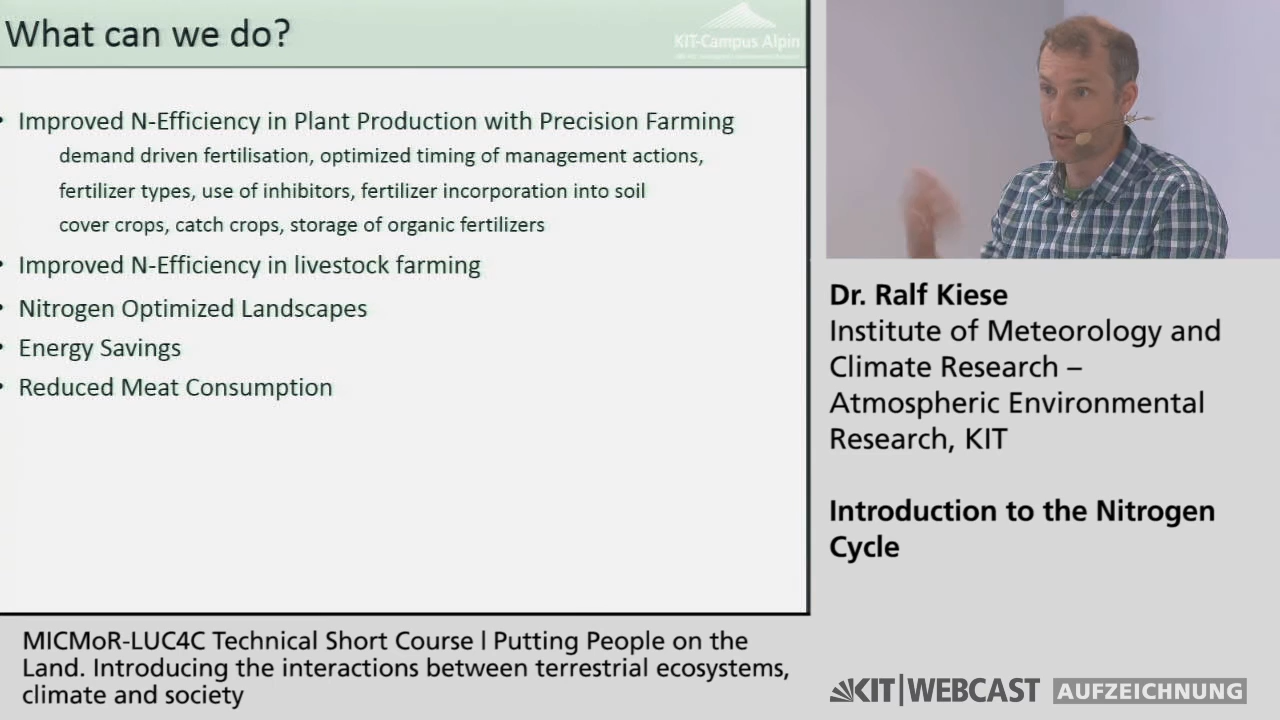 What can we do?
KIT-Campus Alpin
• Improved N-Efficiency in Plant Production with Precision Farming
demand driven fertilisation, optimized timing of management actions,
fertilizer types, use of inhibitors, fertilizer incorporation into soil
cover crops, catch crops, storage of organic fertilizers
• Improved N-Efficiency in livestock farming
• Nitrogen Optimized Landscapes
• Energy Savings
• Reduced Meat Consumption
Dr. Ralf Kiese
Institute of Meteorology and
Climate Research –
Atmospheric Environmental
Research, KIT
Introduction to the Nitrogen
Cycle
MICMoR-LUC4C Technical Short Course | Putting People on the
Land. Introducing the interactions between terrestrial ecosystems,
climate and society
KIT|WEBCAST AUFZEICHNUNG